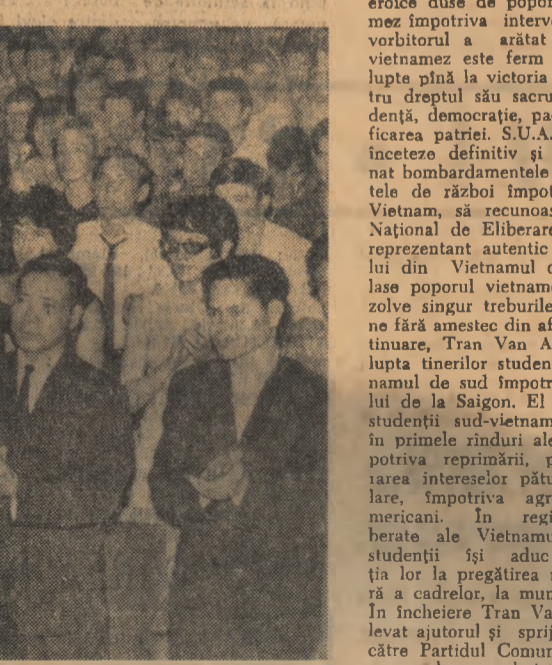 eroice duse de popor
mez împotriva interv
vorbitorul a arătat
vietnamez este ferm
lupte pînă la victoria
tru dreptul său sacru
dență, democrație, pa
ficarea patriei. S.U.A.
înceteze definitiv și
nat bombardamentele
tele de război împot
Vietnam, să recunoas
Național de Eliberare
reprezentant autentic
lui din Vietnamul d
lase poporul vietnam
zolve singur treburile
ne fără amestec din af
tinuare, Tran Van A
lupta tinerilor studen
namul de sud împotr
lui de la Saigon. El
studenții sud-vietnam
în primele rînduri ale
potriva reprimării, p
rarea intereselor pătu
lare, împotriva agr
mericani. În regi
berate ale Vietnamu
studenții își aduc
ția lor la pregătirea
ră a cadrelor, la mun
În încheiere Tran Va
levat ajutorul și sprij
către Partidul Comun